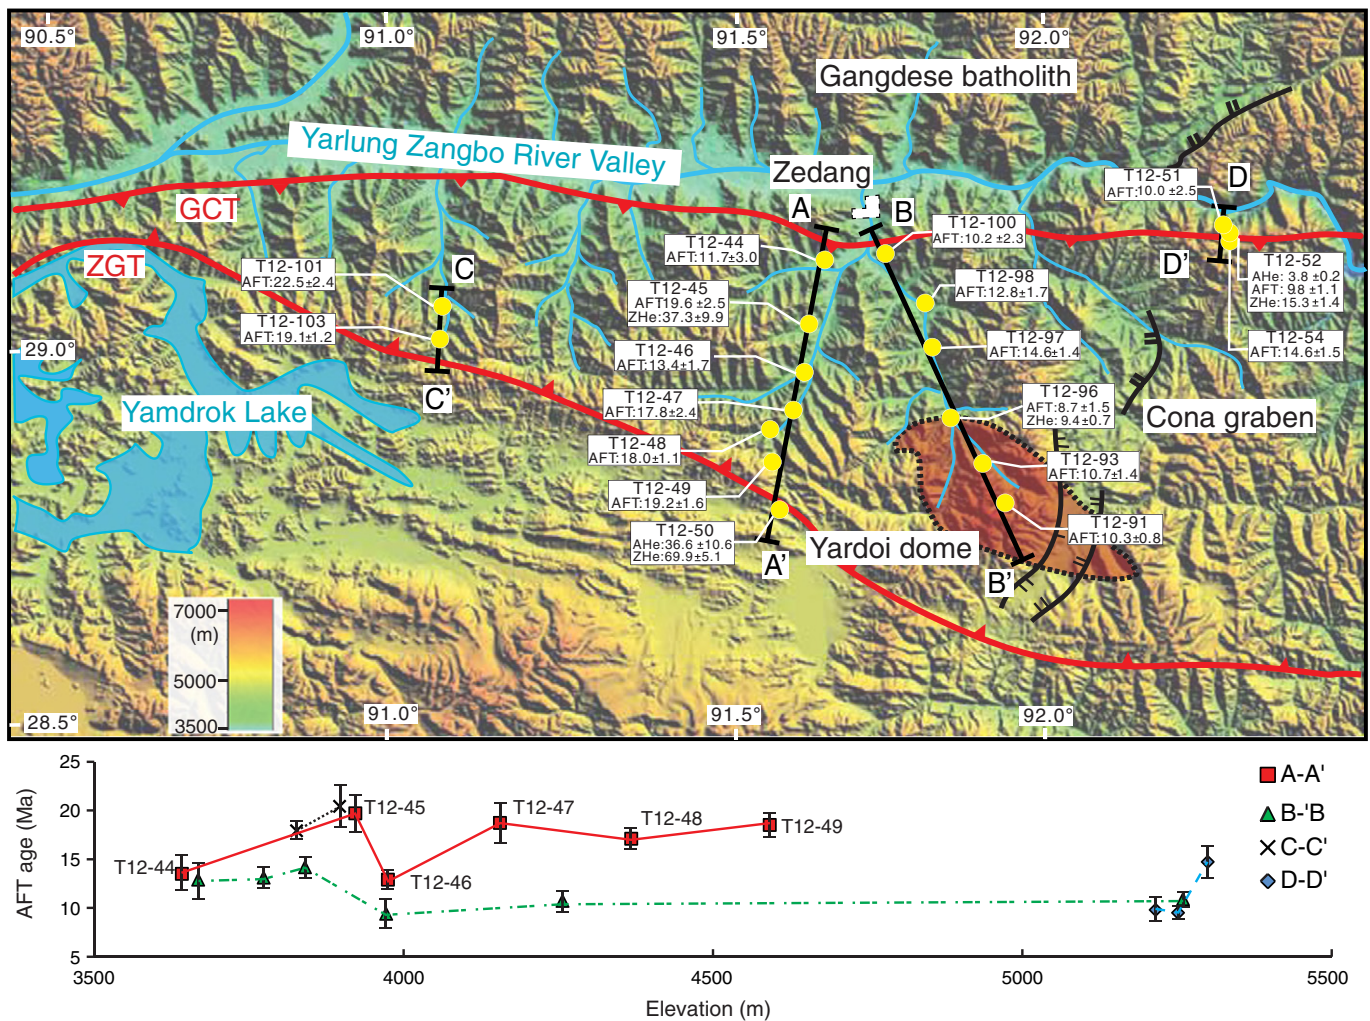 90.5°
91.0°
91.5°
92.0°
Gangdese batholith
Yarlung Zangbo River Valley
Zedang
GCT
ZGT
A
B
C
D
T12-51
AFT:10.0 ±2.5
T12-100
AFT:10.2 ±2.3
T12-44
AFT:11.7±3.0
T12-101
AFT:22.5±2.4
T12-45
AFT19.6 ±2.5
ZHe:37.3±9.9
T12-98
AFT:12.8±1.7
D'
T12-52
AHe: 3.8 ±0.2
AFT: 9.8 ±1.1
ZHe:15.3±1.4
T12-103
AFT:19.1±1.2
T12-46
AFT:13.4±1.7
T12-97
AFT:14.6±1.4
T12-54
AFT:14.6±1.5
29.0°
C'
Yamdrok Lake
T12-47
AFT:17.8±2.4
T12-96
AFT:8.7 ±1.5
ZHe: 9.4±0.7
Cona graben
T12-48
AFT:18.0±1.1
T12-93
AFT:10.7±1.4
T12-49
AFT:19.2±1.6
T12-91
AFT:10.3±0.8
T12-50
AHe:36.6 ±10.6
ZHe:69.9±5.1
A'
Yardoi dome
B'
7000
(m)
5000
3500
28.5°
91.0°
91.5°
92.0°
25
20
15
10
5
AFT age (Ma)
T12-44
T12-45
T12-46
T12-47
T12-48
T12-49
A-A'
B-'B
C-C'
D-D'
3500
4000
4500
5000
5500
Elevation (m)